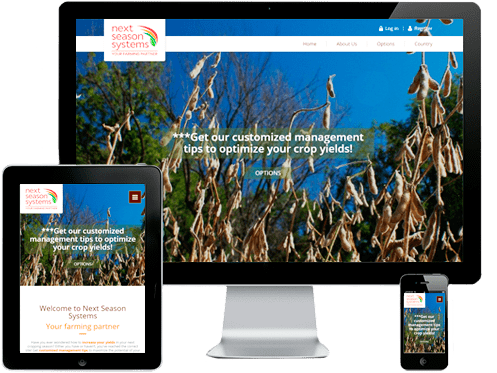 next
season
systems
YOUR FARMING PARTNER
Log in | Register
Home About Us Options Country
***Get our customized management
tips to optimize your crop yields!
OPTIONS
next
season
systems
***Get our customized
management tips to optimize
your crop yields!
OPTIONS
Welcome to Next Season
Systems
Your farming partner
next
season
systems
***Get our
customized
management
tips to optimize
your crop
yields!